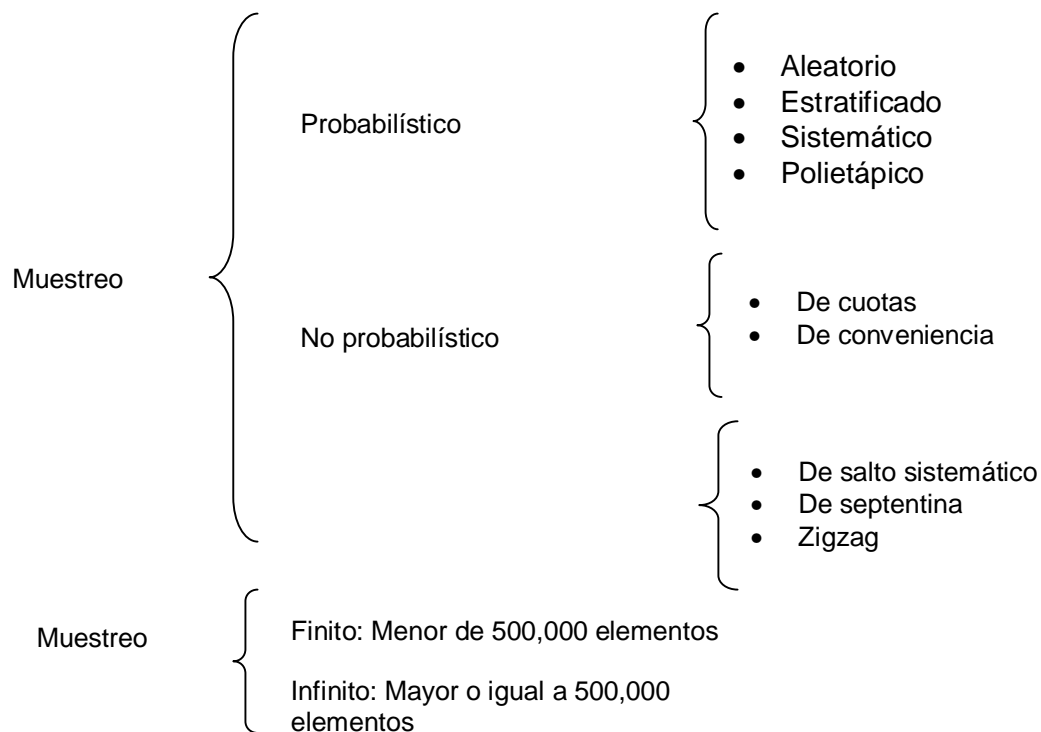 Muestreo
Probabilístico
• Aleatorio
• Estratificado
• Sistemático
• Polietápico
No probabilístico
• De cuotas
• De conveniencia
• De salto sistemático
• De septentina
• Zigzag
Muestreo
Finito: Menor de 500,000 elementos
Infinito: Mayor o igual a 500,000
elementos